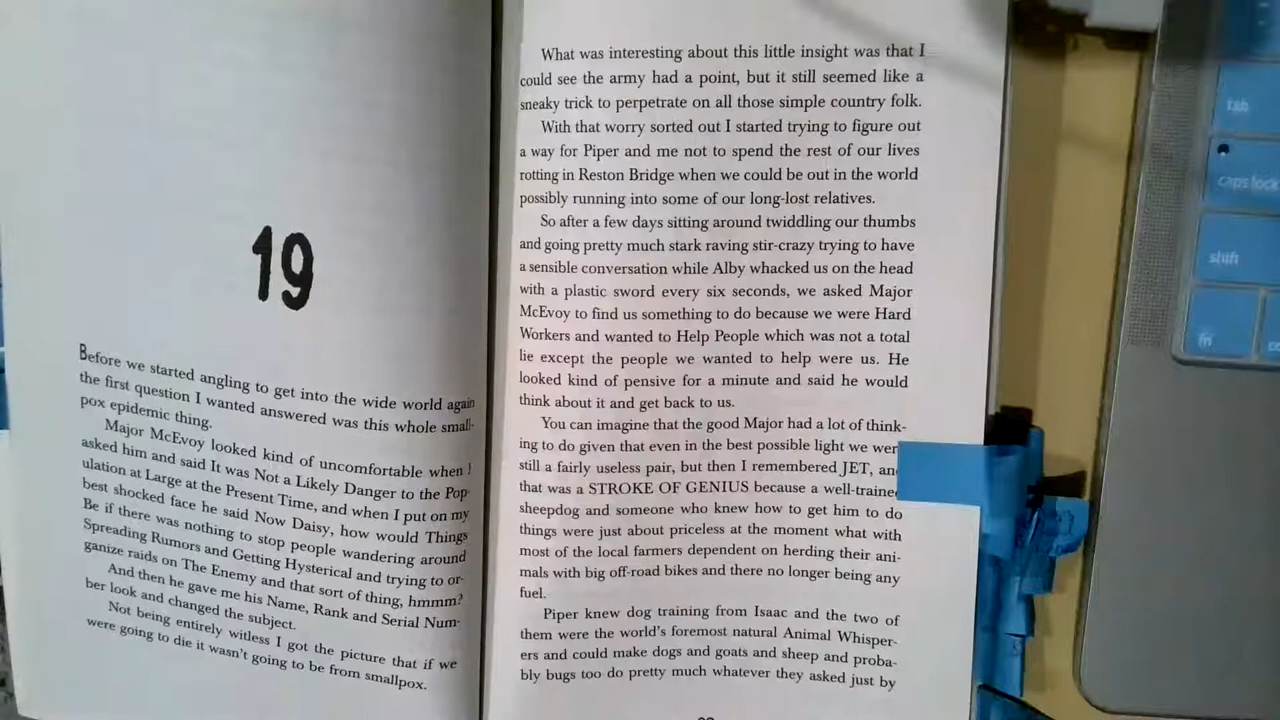 19
Before we started angling to get into the wide world again
the first question I wanted answered was this whole small-
pox epidemic thing.
Major McEvoy looked kind of uncomfortable when I
asked him and said It was Not a Likely Danger to the Pop-
ulation at Large at the Present Time, and when I put on my
best shocked face he said Now Daisy, how would Things
Be if there was nothing to stop people wandering around
Spreading Rumors and Getting Hysterical and trying to or-
ganize raids on The Enemy and that sort of thing, hmmm?
And then he gave me his Name, Rank and Serial Num-
ber look and changed the subject.
Not being entirely witless I got the picture that if we
were going to die it wasn't going to be from smallpox.
What was interesting about this little insight was that I
could see the army had a point, but it still seemed like a
sneaky trick to perpetrate on all those simple country folk.
With that worry sorted out I started trying to figure out
a way for Piper and me not to spend the rest of our lives
rotting in Reston Bridge when we could be out in the world
possibly running into some of our long-lost relatives.
So after a few days sitting around twiddling our thumbs
and going pretty much stark raving stir-crazy trying to have
a sensible conversation while Alby whacked us on the head
with a plastic sword every six seconds, we asked Major
McEvoy to find us something to do because we were Hard
Workers and wanted to Help People which was not a total
lie except the people we wanted to help were us. He
looked kind of pensive for a minute and said he would
think about it and get back to us.
You can imagine that the good Major had a lot of think-
ing to do given that even in the best possible light we wer
still a fairly useless pair, but then I remembered JET, an
that was a STROKE OF GENIUS because a well-traine
sheepdog and someone who knew how to get him to do
things were just about priceless at the moment what with
most of the local farmers dependent on herding their ani-
mals with big off-road bikes and there no longer being any
fuel.
Piper knew dog training from Isaac and the two of
them were the world's foremost natural Animal Whisper-
ers and could make dogs and goats and sheep and proba-
bly bugs too do pretty much whatever they asked just by
tab
caps lock
shift
fn